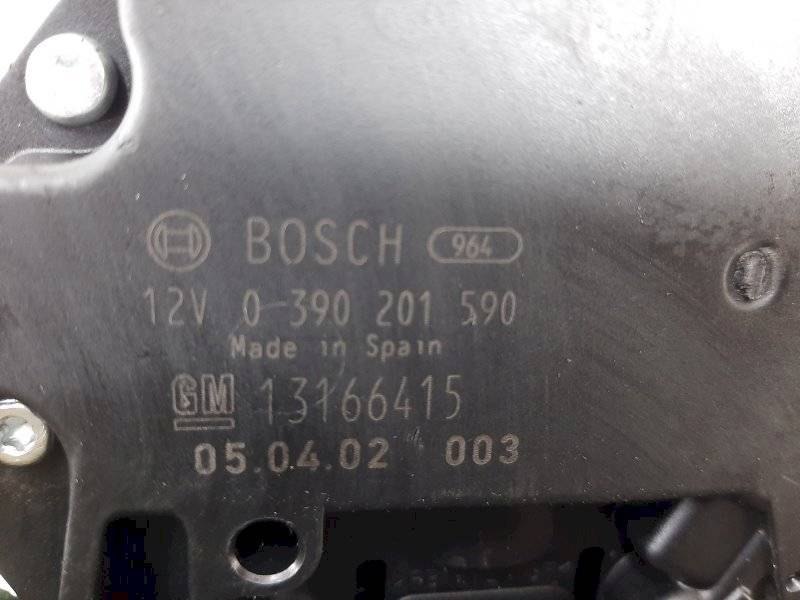 BOSCH 964
12V 0 390 201 590
Made in Spain
GM 13166415
05.04.02 003